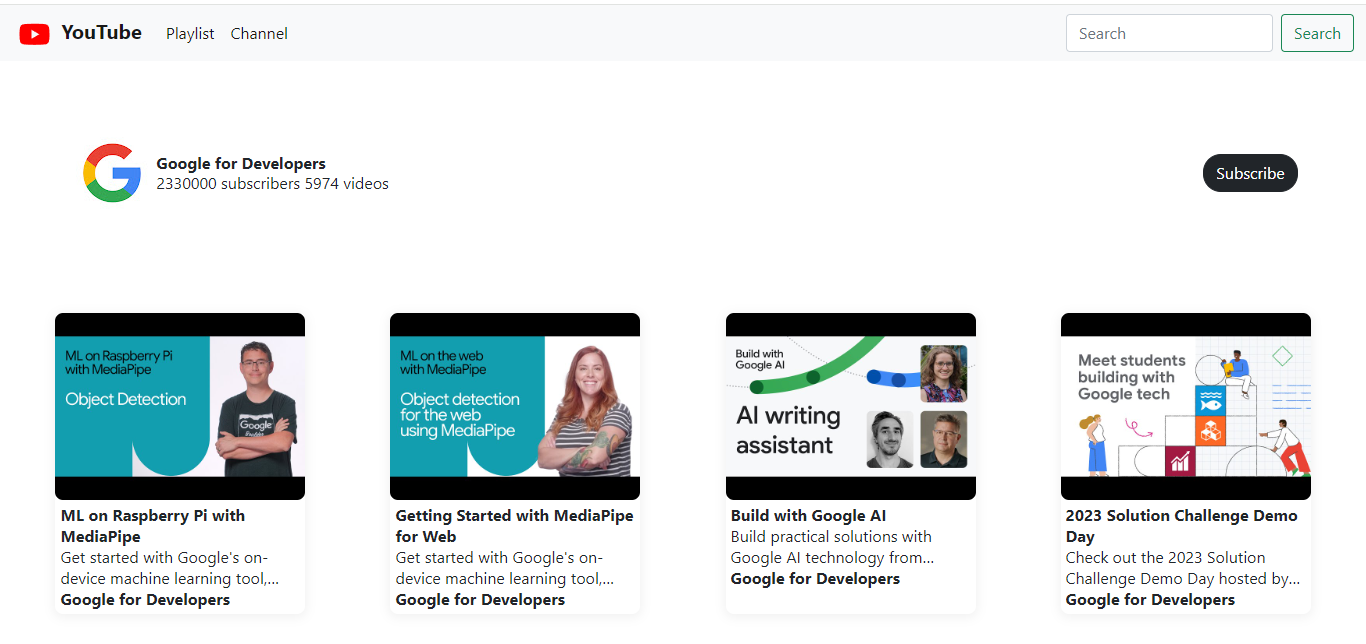 YouTube Playlist Channel Search Search
Google for Developers
2330000 subscribers 5974 videos
Subscribe
ML on Raspberry Pi
with MediaPipe
Object Detection
Google
ML on Raspberry Pi with
MediaPipe
Get started with Google's on-
device machine learning tool,...
Google for Developers
ML on the web
with MediaPipe
Object detection
for the web
using MediaPipe
Getting Started with MediaPipe
for Web
Get started with Google's on-
device machine learning tool,...
Google for Developers
Build with
Google AI
AI writing
assistant
Build with Google AI
Build practical solutions with
Google AI technology from...
Google for Developers
Meet students
building with
Google tech
2023 Solution Challenge Demo
Day
Check out the 2023 Solution
Challenge Demo Day hosted by...
Google for Developers